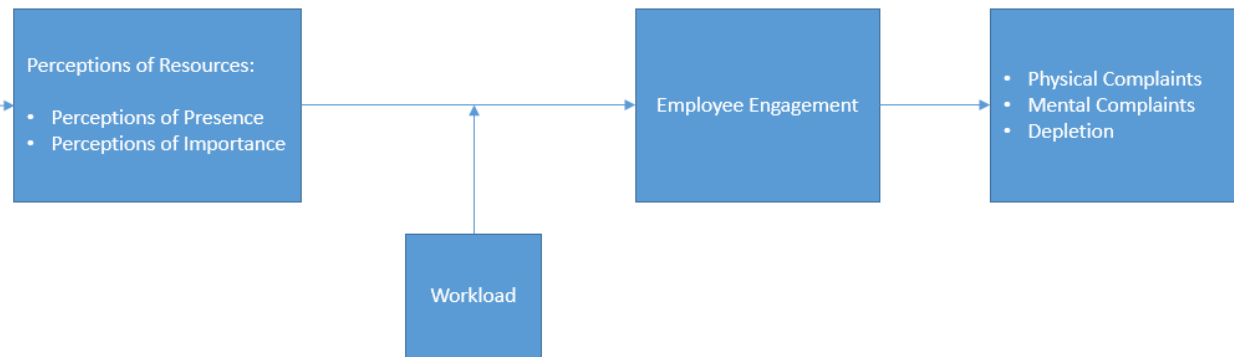 Perceptions of Resources:
• Perceptions of Presence
• Perceptions of Importance
Employee Engagement
• Physical Complaints
• Mental Complaints
• Depletion
Workload